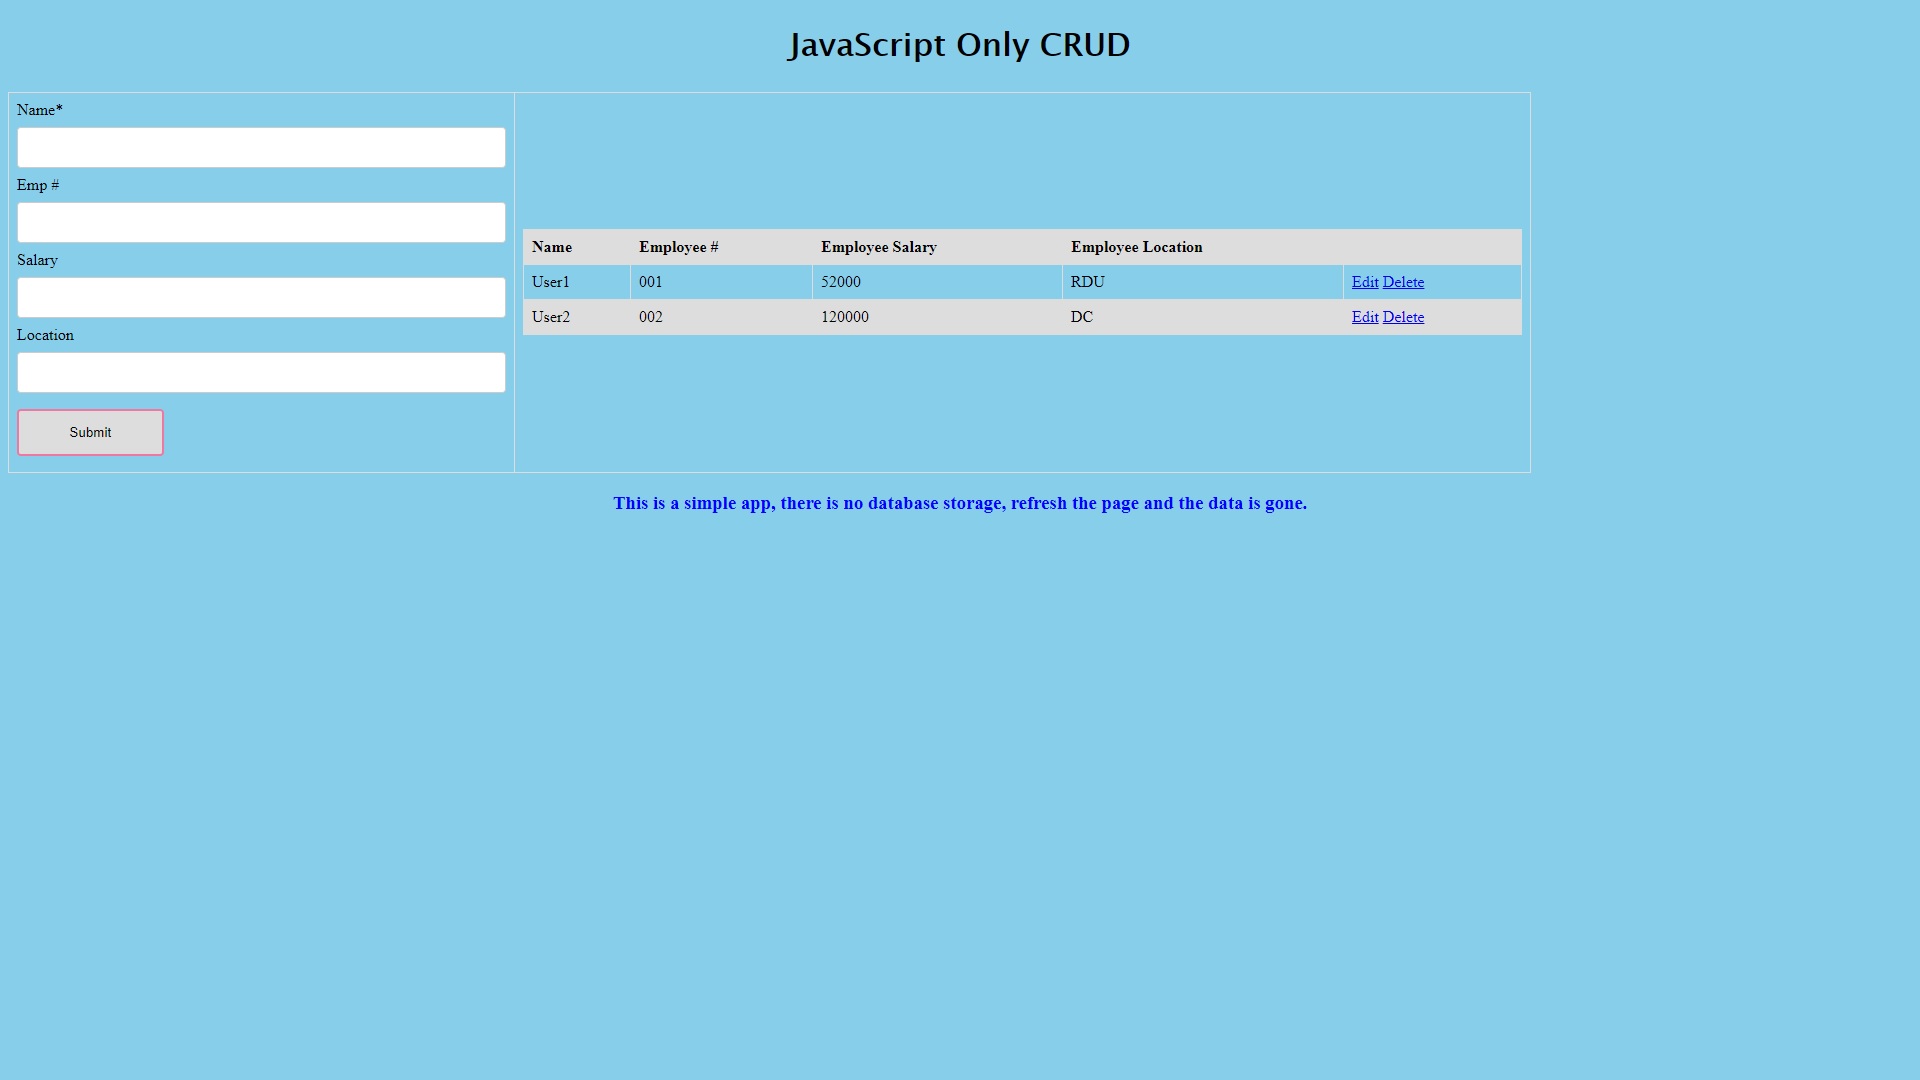 JavaScript Only CRUD
Name*
Emp #
Salary
Location
Submit
Name Employee # Employee Salary Employee Location
User1 001 52000 RDU Edit Delete
User2 002 120000 DC Edit Delete
This is a simple app, there is no database storage, refresh the page and the data is gone.